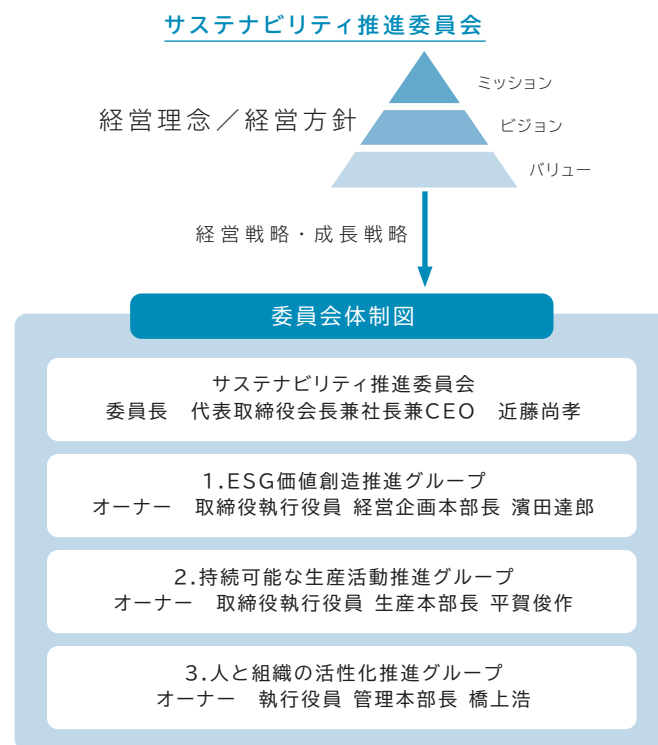 サステナビリティ推進委員会
ミッション
経営理念／経営方針
ビジョン
バリュー
経営戦略・成長戦略
委員会体制図
サステナビリティ推進委員会
委員長　代表取締役会長兼社長兼CEO　近藤尚孝
1.ESG価値創造推進グループ
オーナー　取締役執行役員 経営企画本部長 濱田達郎
2.持続可能な生産活動推進グループ
オーナー　取締役執行役員 生産本部長 平賀俊作
3.人と組織の活性化推進グループ
オーナー　執行役員 管理本部長 橋上浩